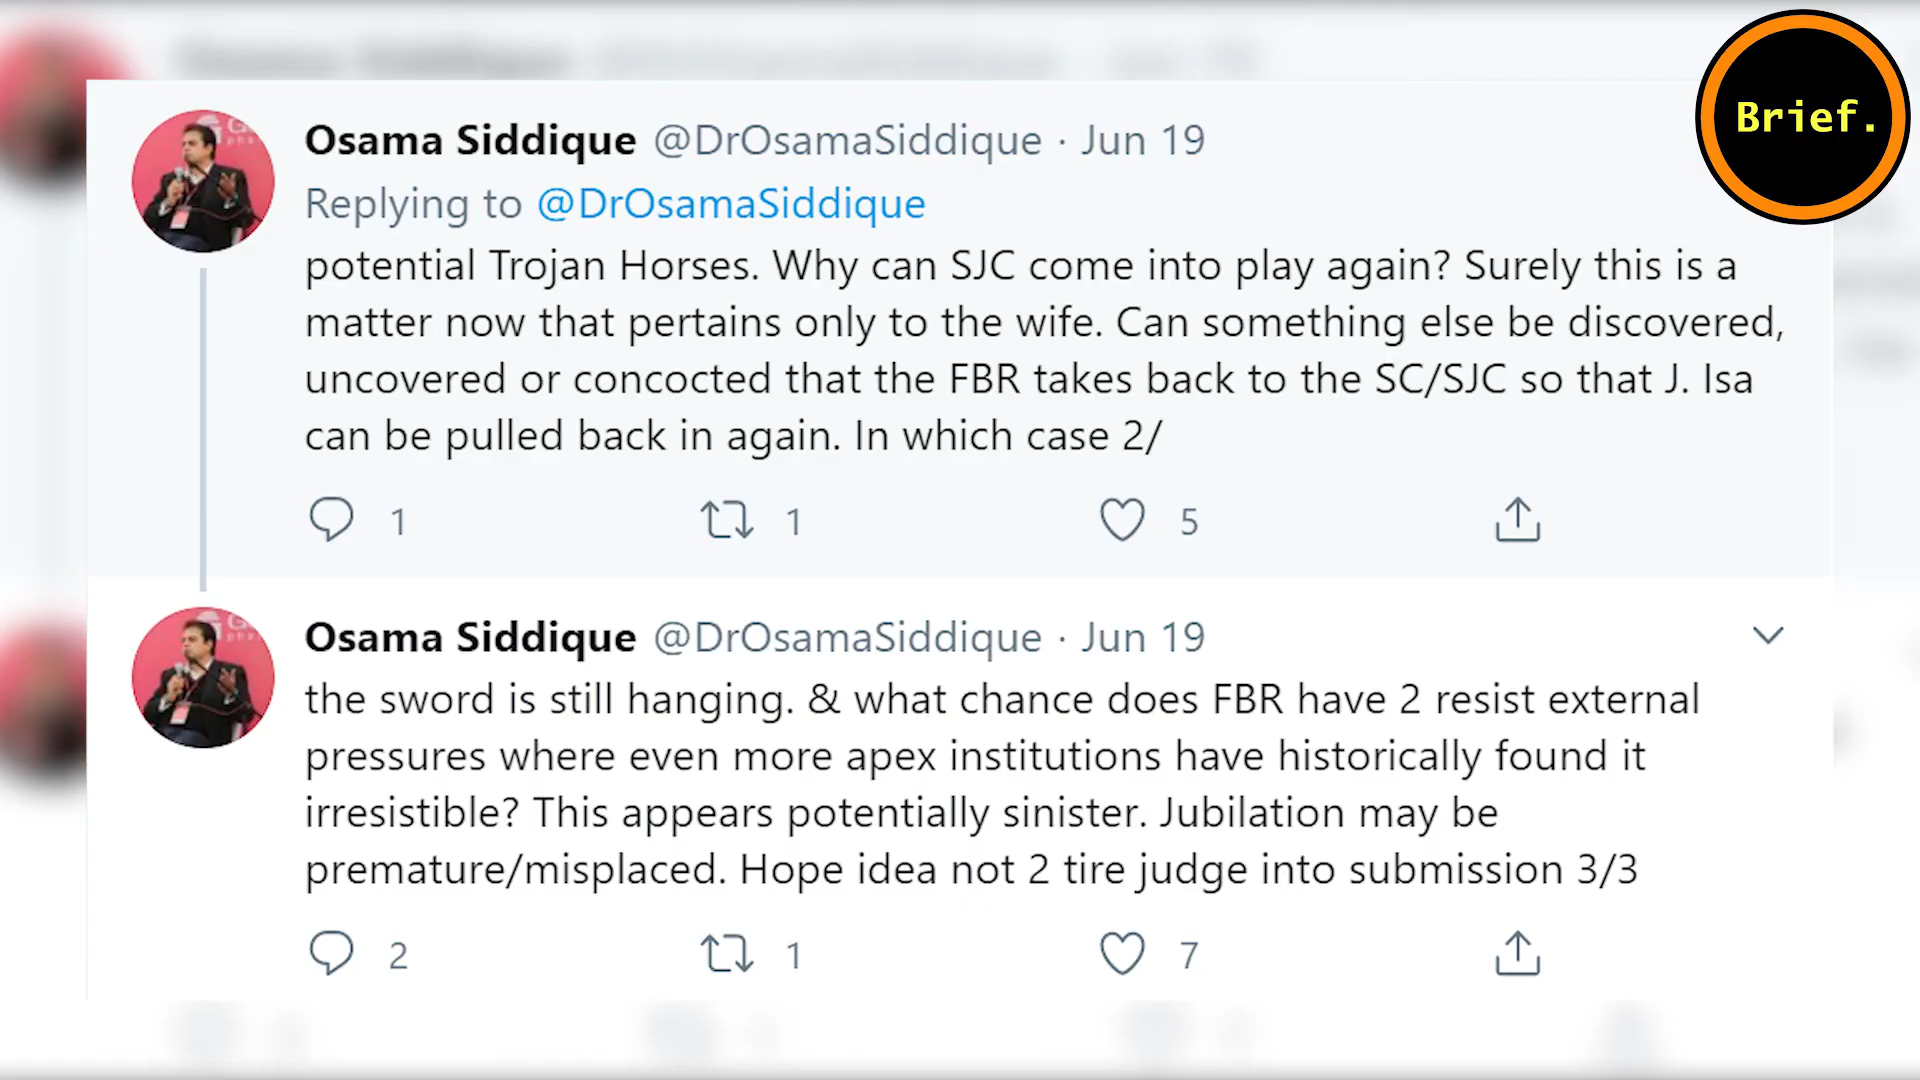 Brief.
Osama Siddique @DrOsamaSiddique · Jun 19
Replying to @DrOsamaSiddique
potential Trojan Horses. Why can SJC come into play again? Surely this is a
matter now that pertains only to the wife. Can something else be discovered,
uncovered or concocted that the FBR takes back to the SC/SJC so that J. Isa
can be pulled back in again. In which case 2/
1 1 5
Osama Siddique @DrOsamaSiddique · Jun 19
the sword is still hanging. & what chance does FBR have 2 resist external
pressures where even more apex institutions have historically found it
irresistible? This appears potentially sinister. Jubilation may be
premature/misplaced. Hope idea not 2 tire judge into submission 3/3
2 1 7